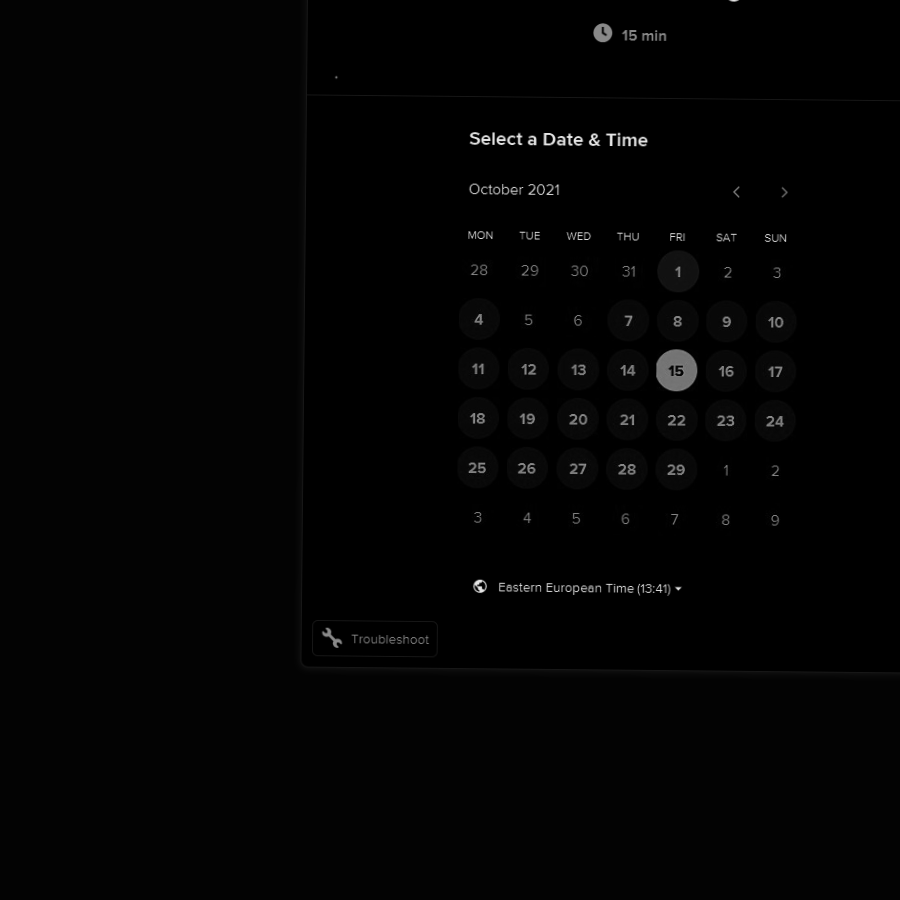 15 min
Select a Date & Time
October 2021
MON TUE WED THU FRI SAT SUN
28 29 30 31 1 2 3
4 5 6 7 8 9 10
11 12 13 14 15 16 17
18 19 20 21 22 23 24
25 26 27 28 29 1 2
3 4 5 6 7 8 9
Eastern European Time (13:41)
Troubleshoot